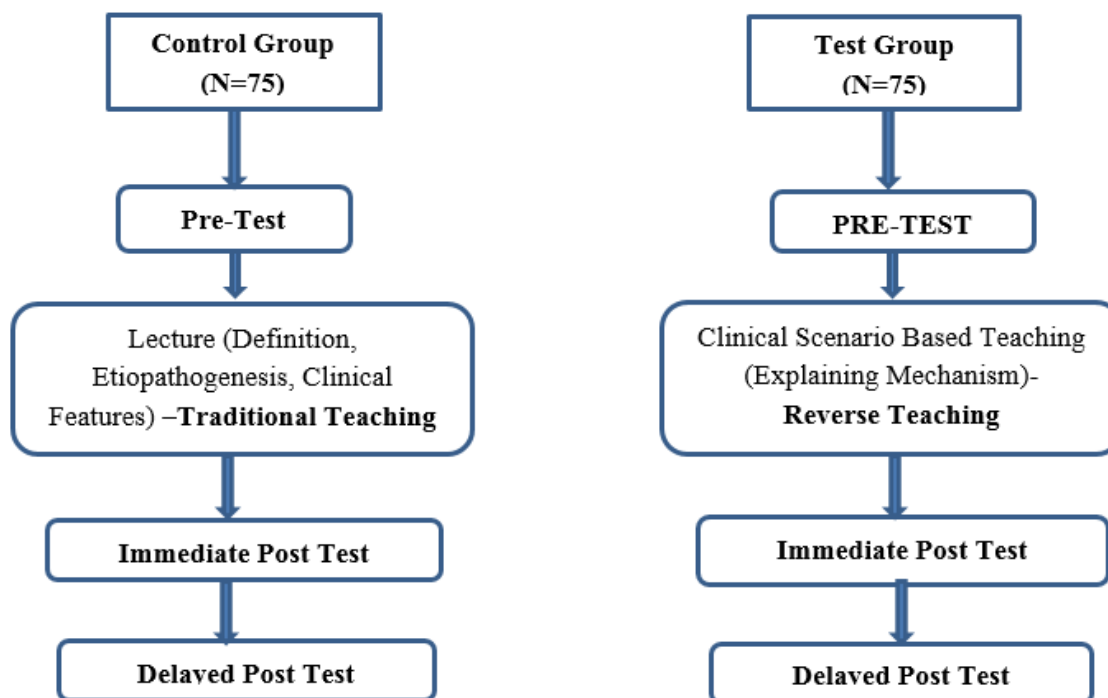 Control Group
(N=75)
Pre-Test
Lecture (Definition,
Etiopathogenesis, Clinical
Features) –Traditional Teaching
Immediate Post Test
Delayed Post Test
Test Group
(N=75)
PRE-TEST
Clinical Scenario Based Teaching
(Explaining Mechanism)-
Reverse Teaching
Immediate Post Test
Delayed Post Test